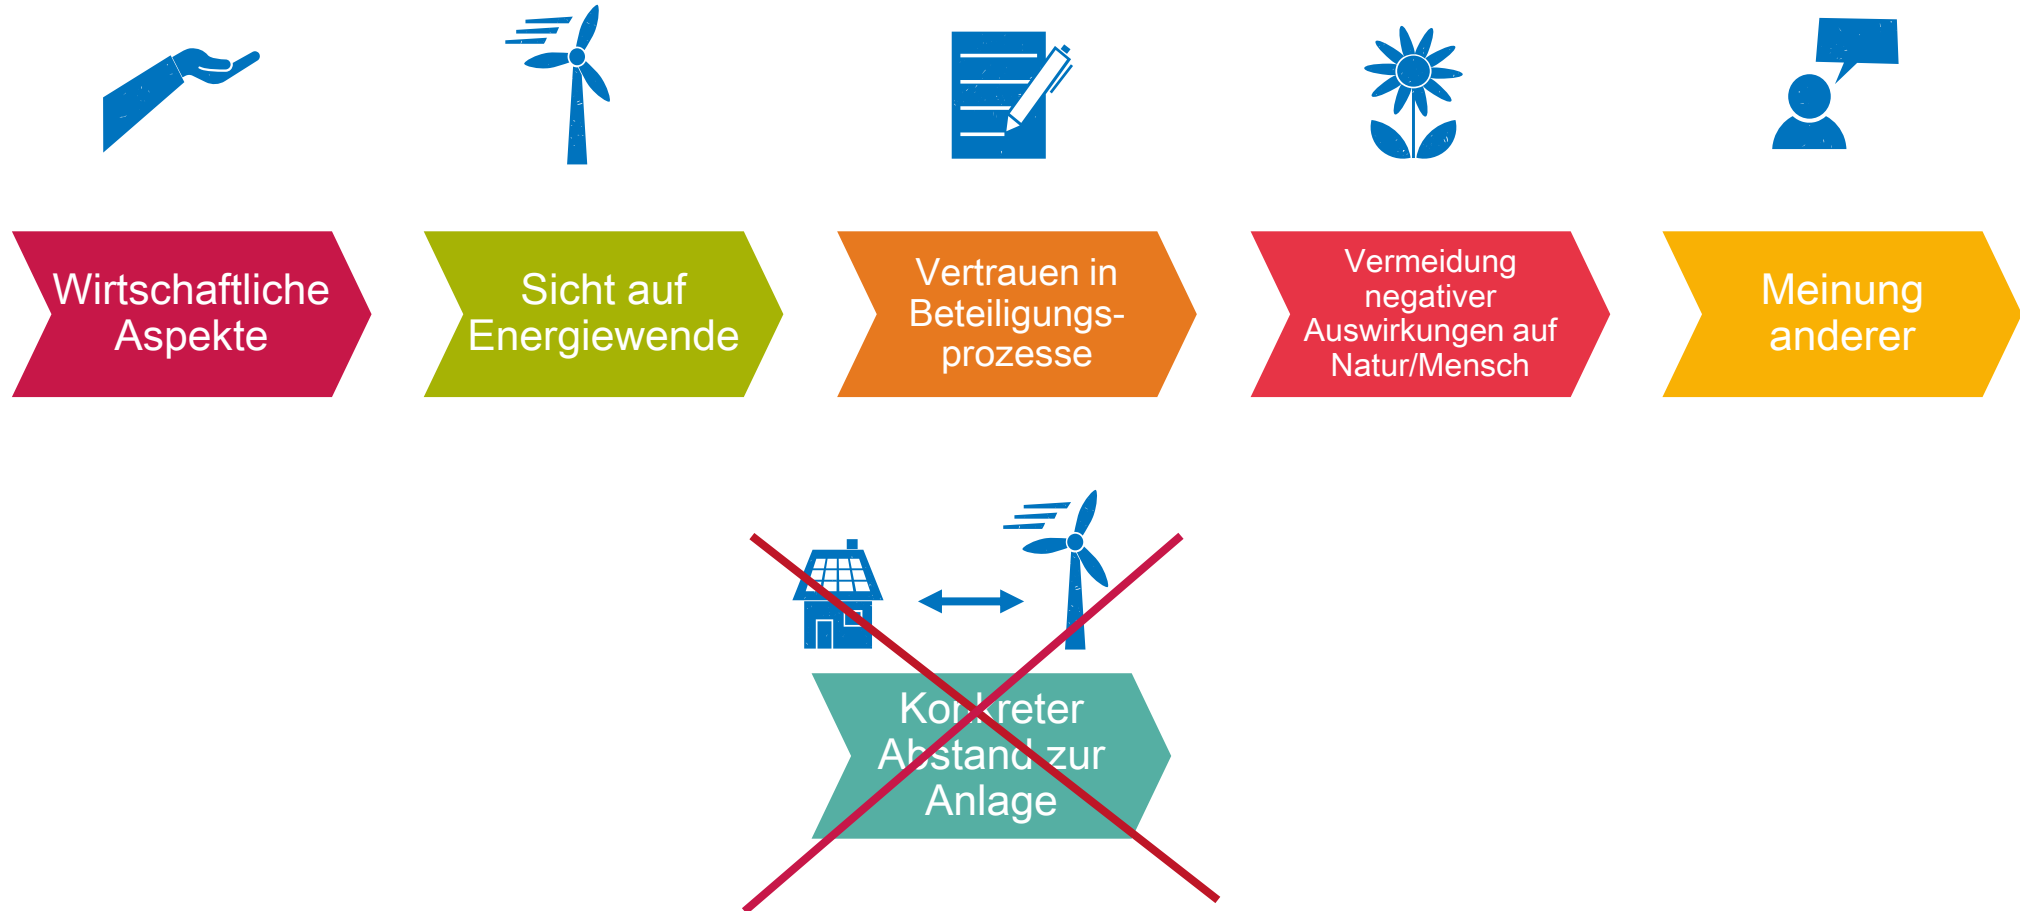 Wirtschaftliche
Aspekte
Sicht auf
Energiewende
Vertrauen in
Beteiligungs-
prozesse
Vermeidung
negativer
Auswirkungen auf
Natur/Mensch
Meinung
anderer
Konkreter
Abstand zur
Anlage